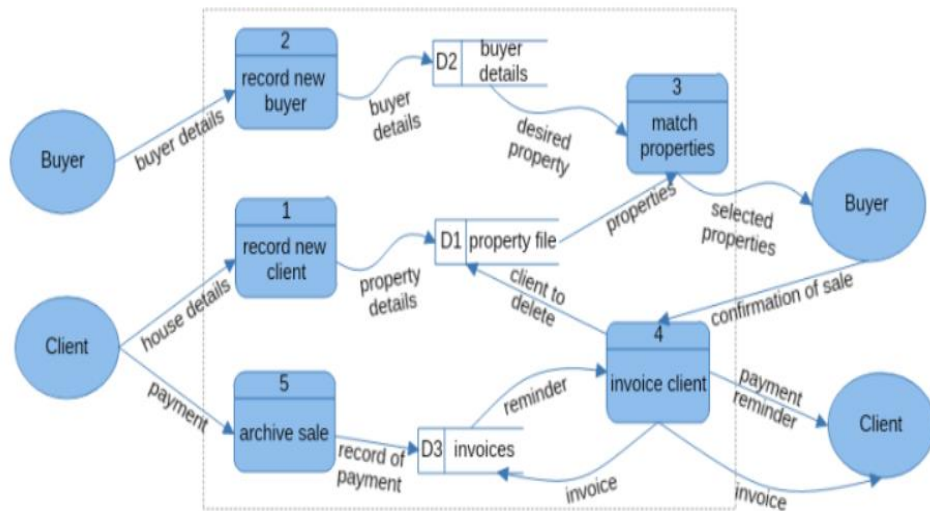 2
record new
buyer
D2
buyer
details
buyer
details
3
match
properties
desired
property
Buyer
buyer details
Buyer
selected
properties
properties
1
record new
client
D1
property file
property
details
client to
delete
confirmation of sale
house details
Client
payment
4
invoice client
payment
reminder
Client
5
archive sale
reminder
D3
invoices
record of
payment
invoice
invoice